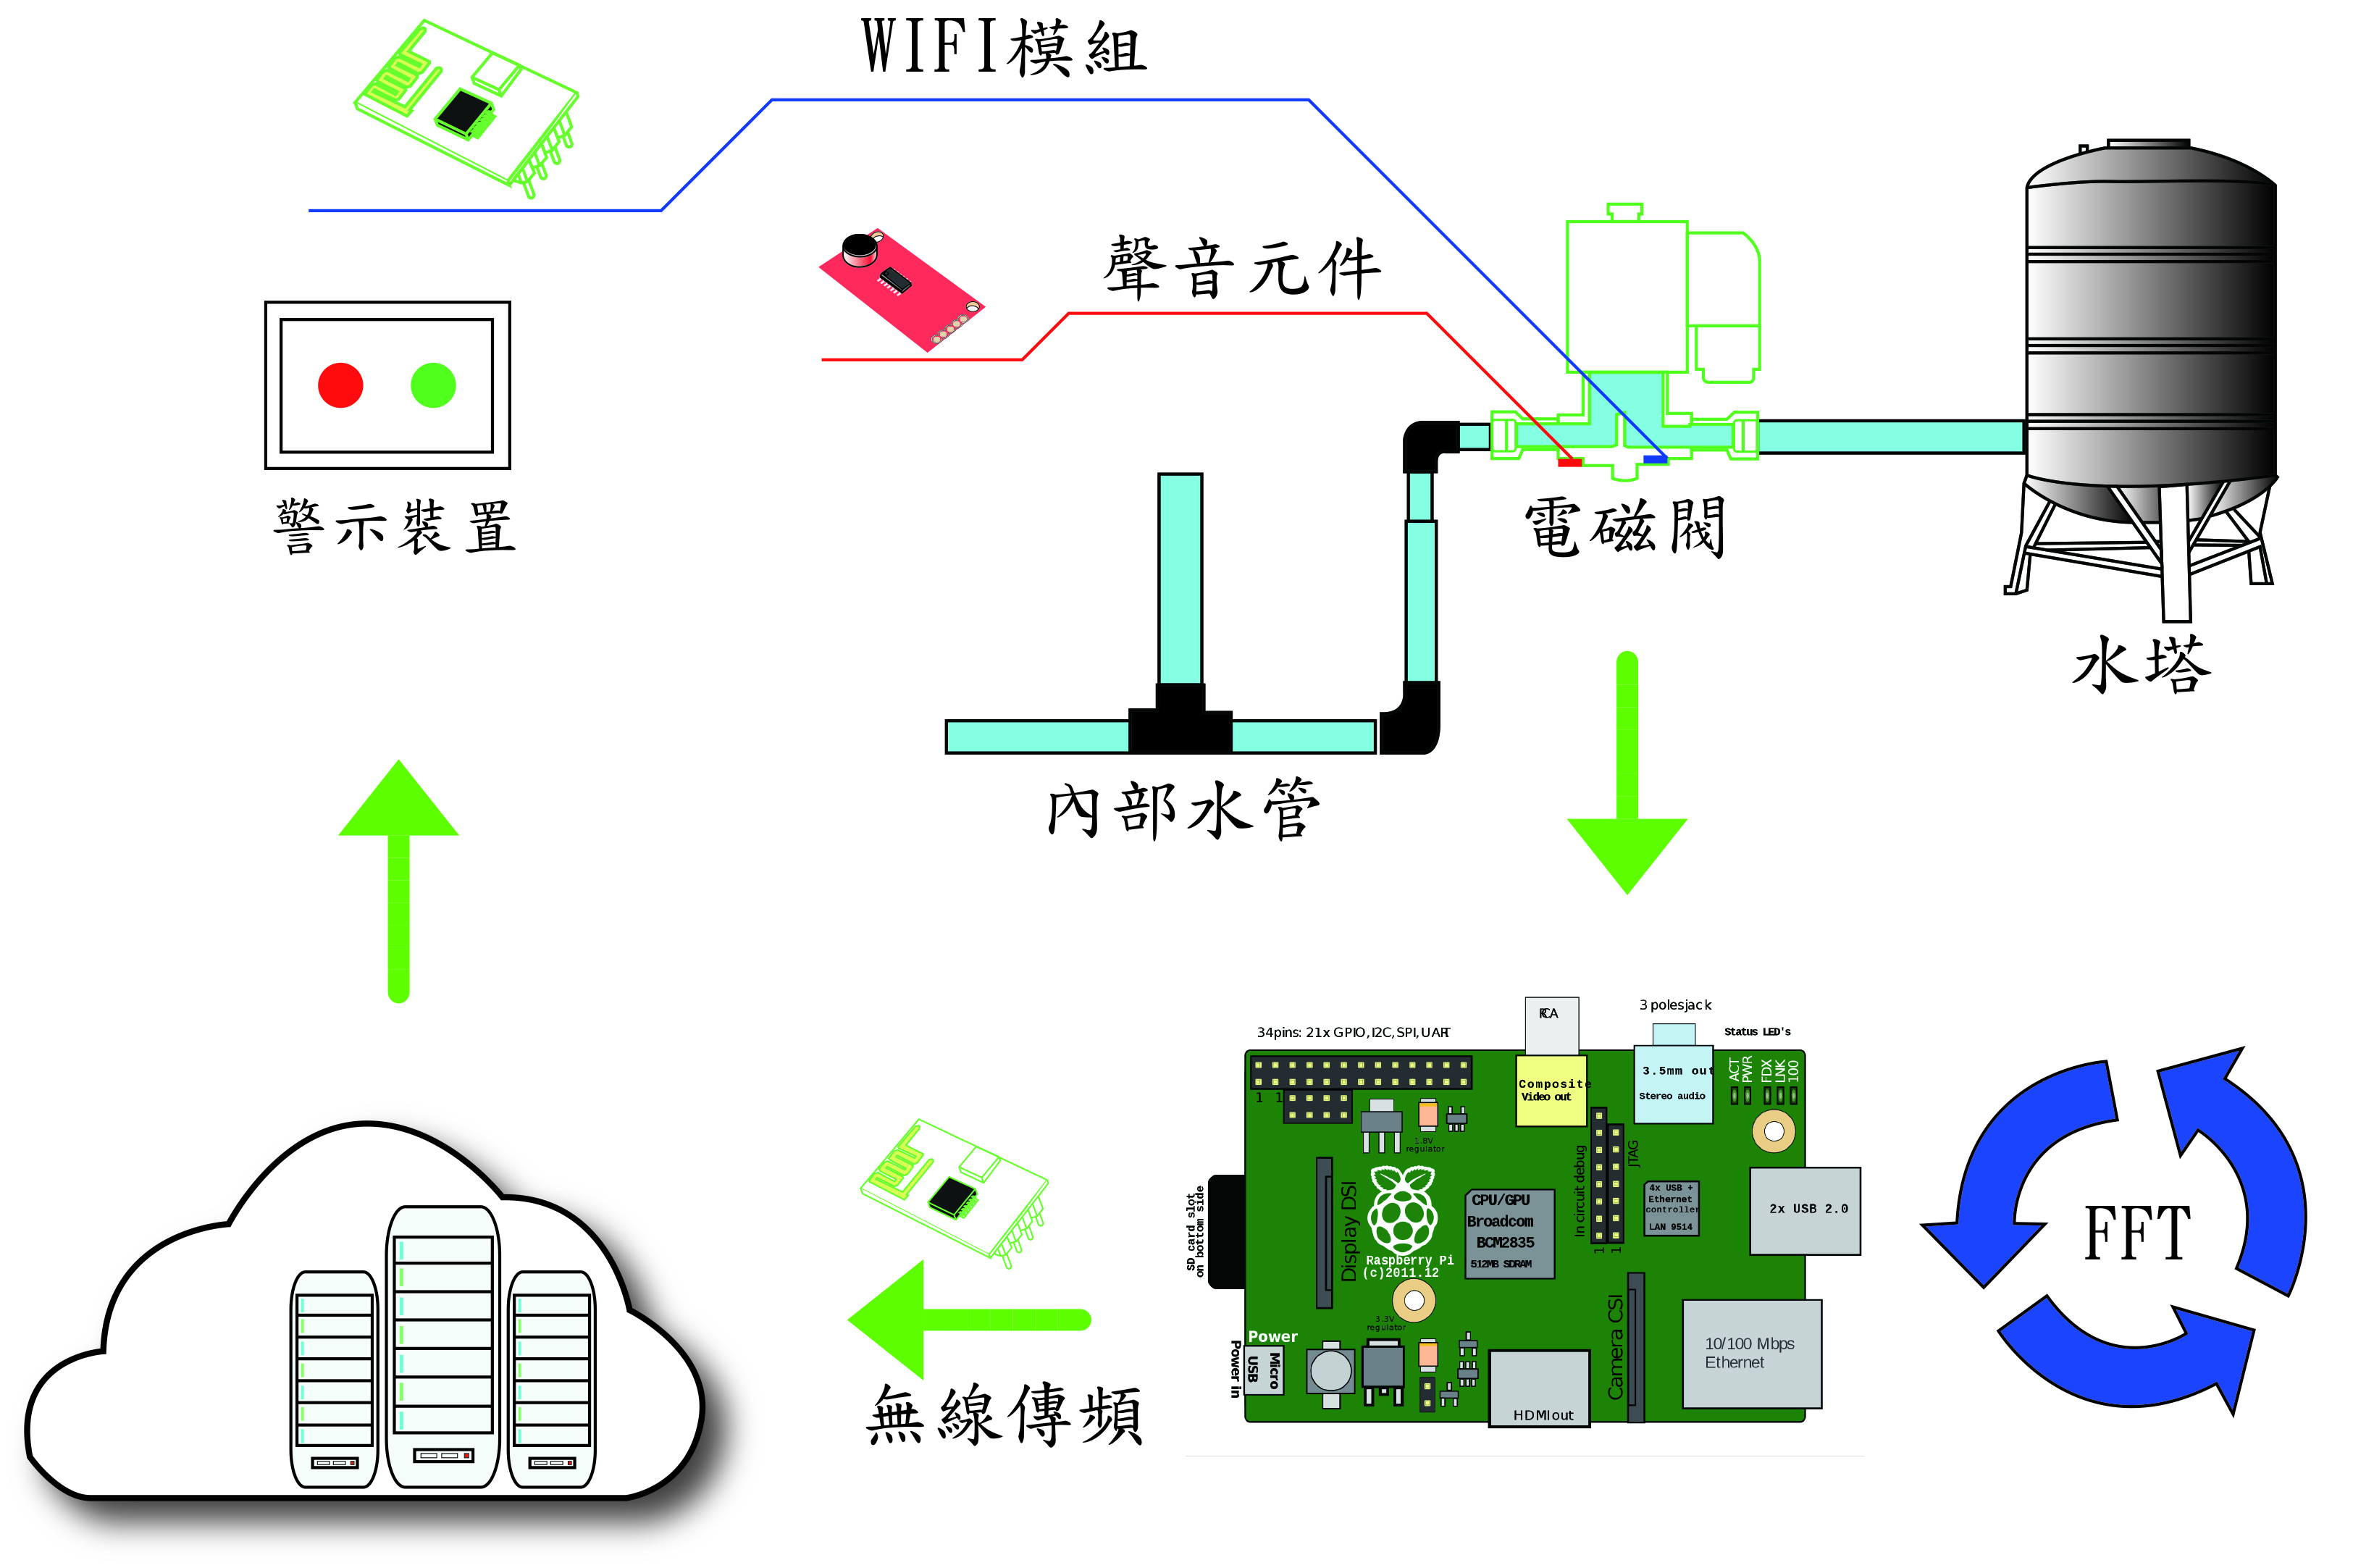 WIFI模組
聲音元件
警示裝置
電磁閥
水塔
內部水管
34pins: 21x GPIO, I2C, SPI, UART
RCA
3 polesjack
Status LED's
Composite
Video out
3.5mm out
Stereo audio
ACT
PWR
FDX
LNK
100
1 1
1.8V
regulator
In circuit debug
JTAG
1
1
SD card slot
on bottom side
Display DSI
Raspberry Pi
(c)2011.12
CPU/GPU
Broadcom
BCM2835
512MB SDRAM
4x USB +
Ethernet
controller
LAN 9514
2x USB 2.0
FFT
3.3V
regulator
Power
Micro
USB
Power in
HDMI out
Camera CSI
10/100 Mbps
Ethernet
無線傳頻